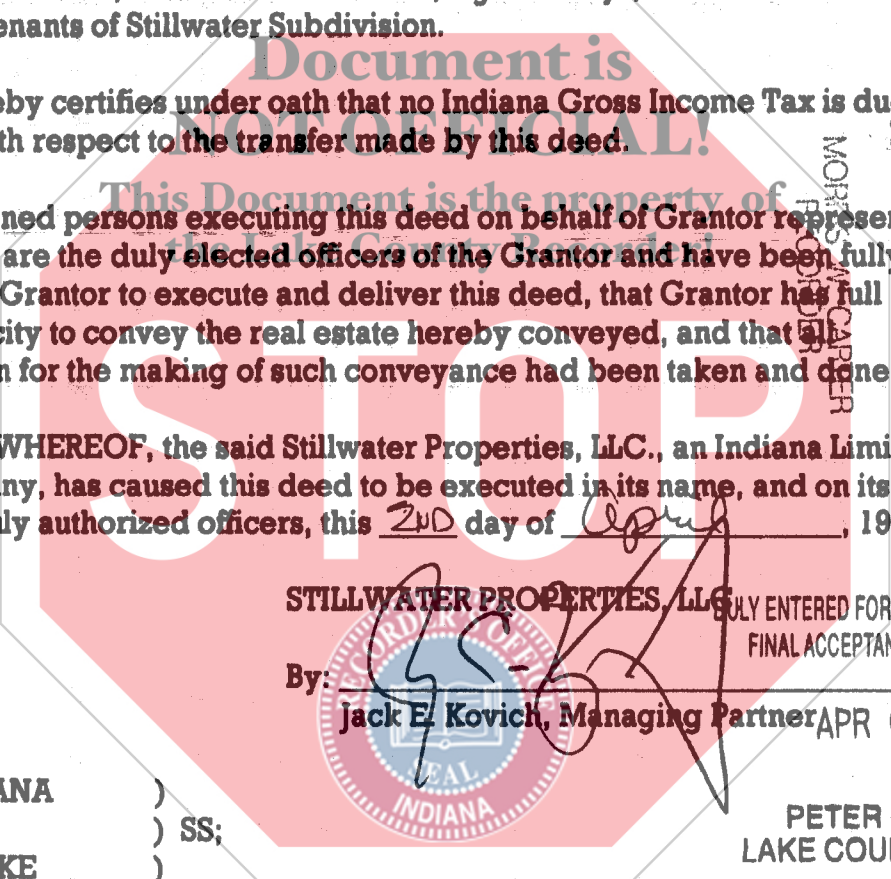 enants of Stillwater Subdivision.
Document is
eby certifies under oath that no Indiana Gross Income Tax is du
th respect to the transfer made by this deed.
NOT OFFICIAL!
This Document is the property of
the Lake County Recorder!
ned persons executing this deed on behalf of Grantor represen
are the duly elected officers of the Grantor and have been fully
Grantor to execute and deliver this deed, that Grantor has full
city to convey the real estate hereby conveyed, and that all
n for the making of such conveyance had been taken and done
MORRIS W. CARTER
RECORDER
STOP
WHEREOF, the said Stillwater Properties, LLC., an Indiana Limi
any, has caused this deed to be executed in its name, and on its
ly authorized officers, this 2ND day of April, 19
STILLWATER PROPERTIES, LLC
DULY ENTERED FOR
FINAL ACCEPTAN
By:
Jack E. Kovich, Managing Partner
APR
RECORDER'S OFFICE
SEAL
INDIANA
ANA )
) SS;
KE )
PETER
LAKE COU